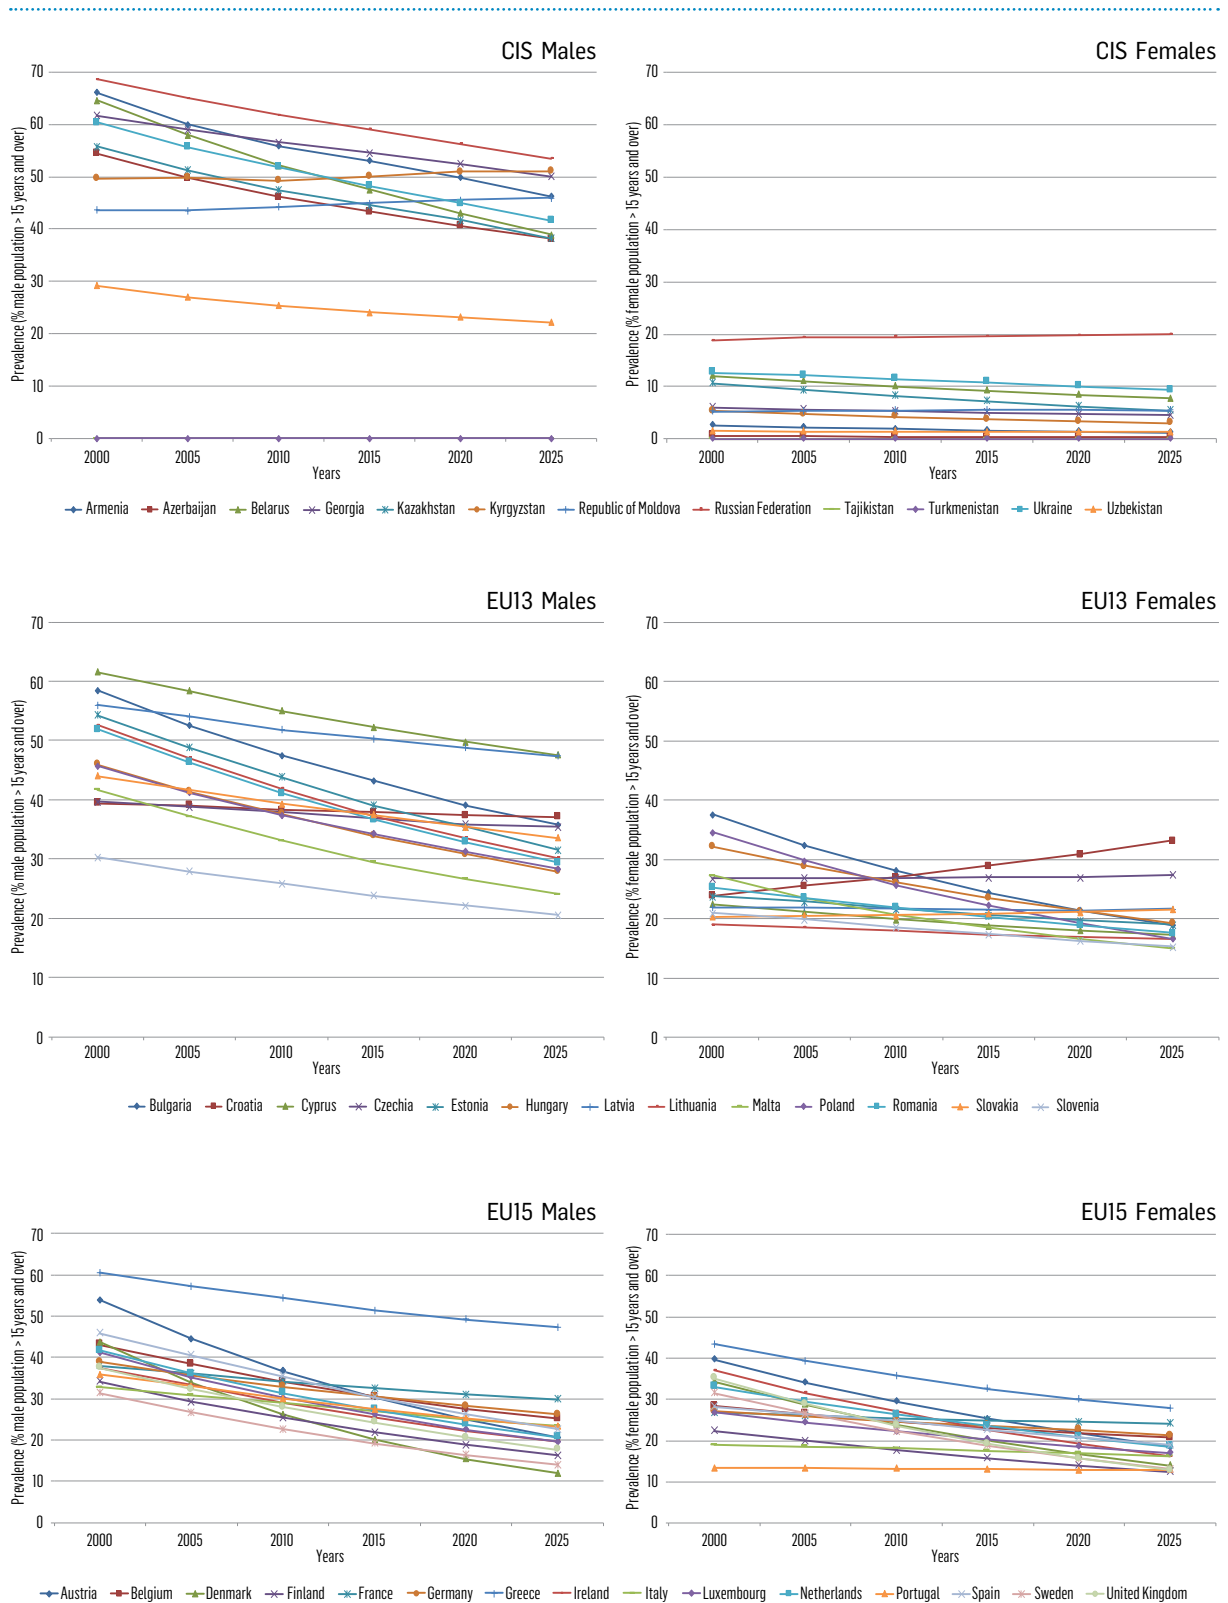 CIS Males
Prevalence (% male population > 15 years and over)
70
60
50
40
30
20
10
0
2000 2005 2010 2015 2020 2025
Years
CIS Females
Prevalence (% female population > 15 years and over)
70
60
50
40
30
20
10
0
2000 2005 2010 2015 2020 2025
Years
Armenia Azerbaijan Belarus Georgia Kazakhstan Kyrgyzstan Republic of Moldova Russian Federation Tajikistan Turkmenistan Ukraine Uzbekistan
EU13 Males
Prevalence (% male population > 15 years and over)
70
60
50
40
30
20
10
0
2000 2005 2010 2015 2020 2025
Years
EU13 Females
Prevalence (% female population > 15 years and over)
70
60
50
40
30
20
10
0
2000 2005 2010 2015 2020 2025
Years
Bulgaria Croatia Cyprus Czechia Estonia Hungary Latvia Lithuania Malta Poland Romania Slovakia Slovenia
EU15 Males
Prevalence (% male population > 15 years and over)
70
60
50
40
30
20
10
0
2000 2005 2010 2015 2020 2025
Years
EU15 Females
Prevalence (% female population > 15 years and over)
70
60
50
40
30
20
10
0
2000 2005 2010 2015 2020 2025
Years
Austria Belgium Denmark Finland France Germany Greece Ireland Italy Luxembourg Netherlands Portugal Spain Sweden United Kingdom